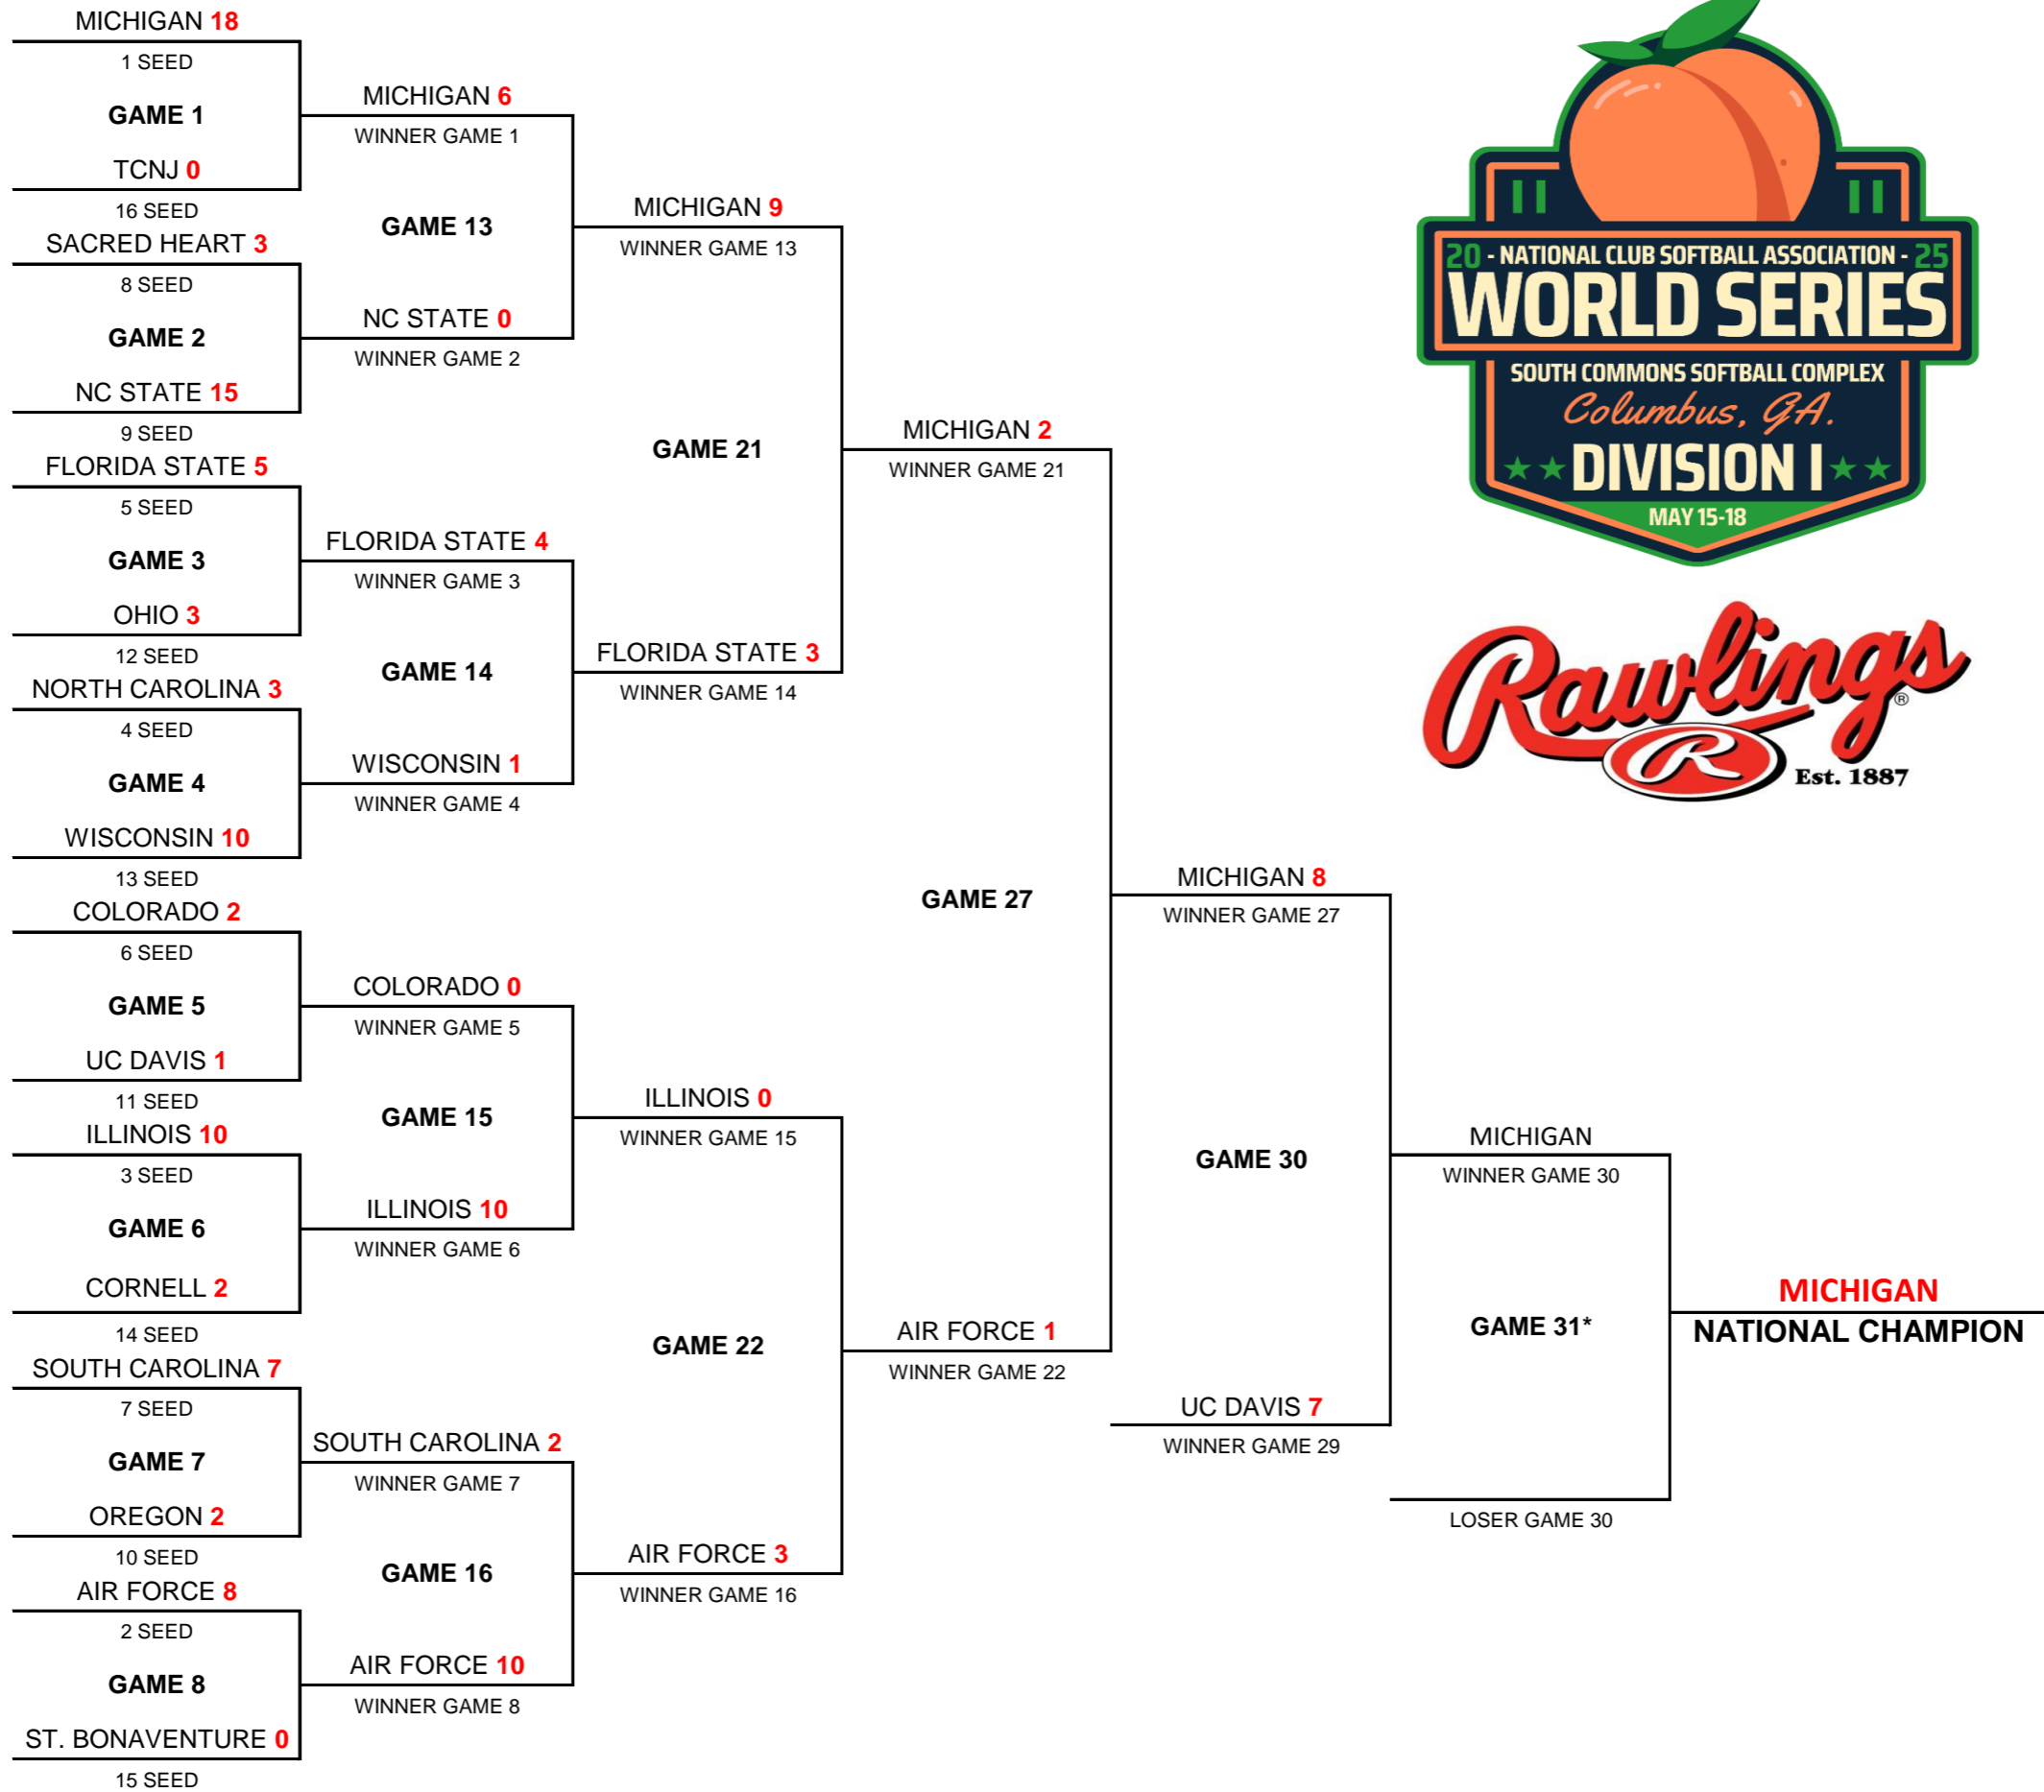 MICHIGAN 18
1 SEED
GAME 1
TCNJ 0
16 SEED
SACRED HEART 3
8 SEED
GAME 2
NC STATE 15
9 SEED
FLORIDA STATE 5
5 SEED
GAME 3
OHIO 3
12 SEED
NORTH CAROLINA 3
4 SEED
GAME 4
WISCONSIN 10
13 SEED
COLORADO 2
6 SEED
GAME 5
UC DAVIS 1
11 SEED
ILLINOIS 10
3 SEED
GAME 6
CORNELL 2
14 SEED
SOUTH CAROLINA 7
7 SEED
GAME 7
OREGON 2
10 SEED
AIR FORCE 8
2 SEED
GAME 8
ST. BONAVENTURE 0
15 SEED
MICHIGAN 6
WINNER GAME 1
GAME 13
NC STATE 0
WINNER GAME 2
FLORIDA STATE 4
WINNER GAME 3
GAME 14
WISCONSIN 1
WINNER GAME 4
COLORADO 0
WINNER GAME 5
GAME 15
ILLINOIS 10
WINNER GAME 6
SOUTH CAROLINA 2
WINNER GAME 7
GAME 16
AIR FORCE 10
WINNER GAME 8
MICHIGAN 9
WINNER GAME 13
GAME 21
FLORIDA STATE 3
WINNER GAME 14
ILLINOIS 0
WINNER GAME 15
GAME 22
AIR FORCE 3
WINNER GAME 16
MICHIGAN 2
WINNER GAME 21
GAME 27
AIR FORCE 1
WINNER GAME 22
MICHIGAN 8
WINNER GAME 27
GAME 30
UC DAVIS 7
WINNER GAME 29
MICHIGAN
WINNER GAME 30
GAME 31*
LOSER GAME 30
MICHIGAN
NATIONAL CHAMPION
20 - NATIONAL CLUB SOFTBALL ASSOCIATION - 25
WORLD SERIES
SOUTH COMMONS SOFTBALL COMPLEX
Columbus, GA.
DIVISION I
MAY 15-18
Rawlings®
R
Est. 1887